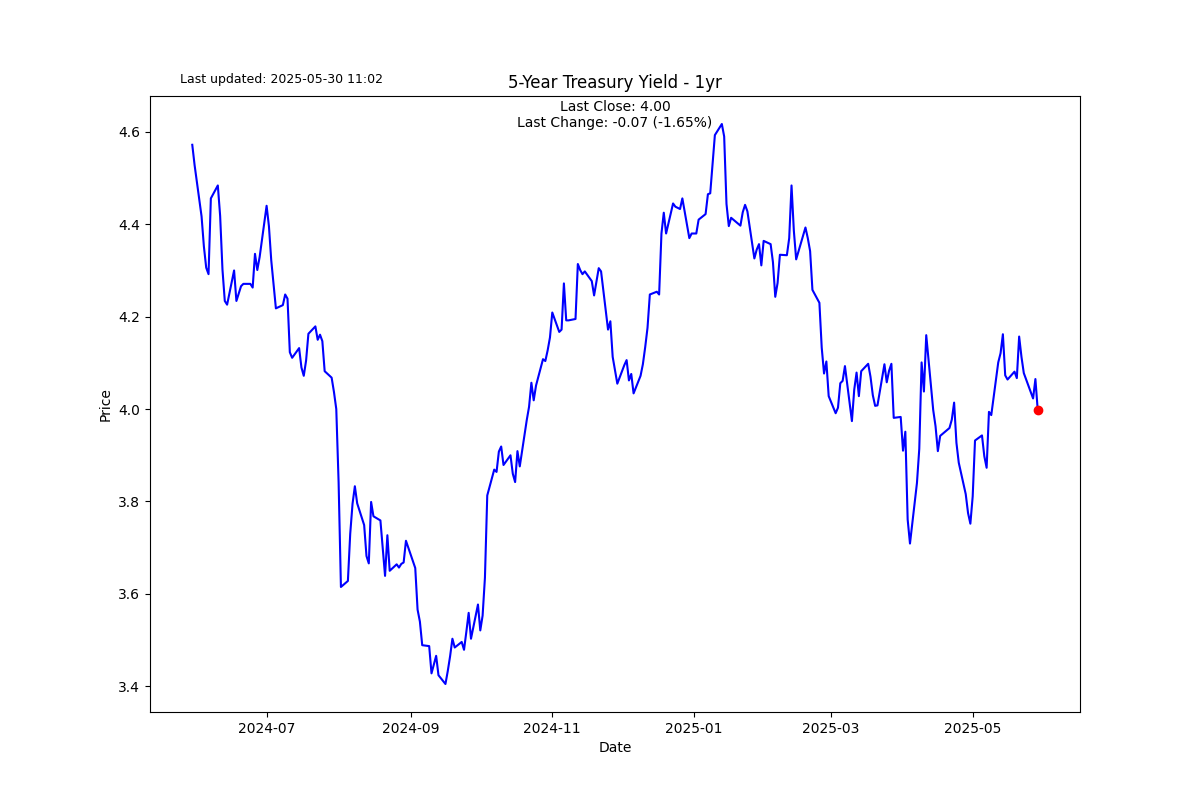 Last updated: 2025-05-30 11:02
5-Year Treasury Yield - 1yr
Last Close: 4.00
Last Change: -0.07 (-1.65%)
4.6
4.4
4.2
4.0
3.8
3.6
3.4
Price
2024-07
2024-09
2024-11
2025-01
2025-03
2025-05
Date